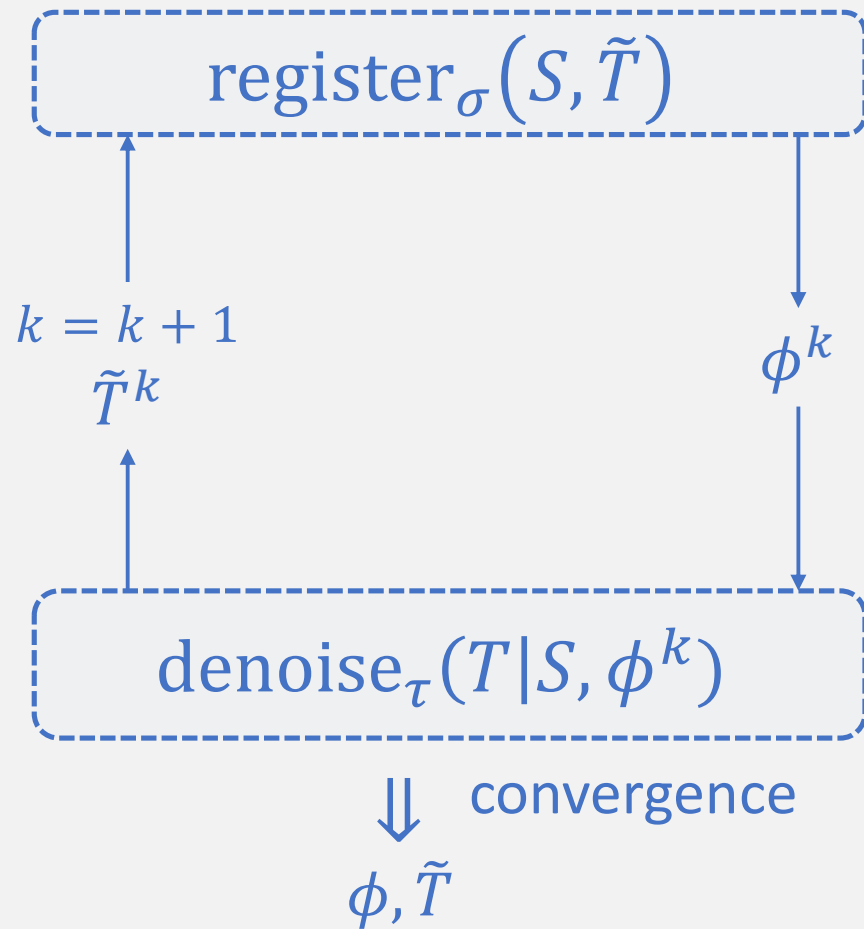 register_σ(S, T̃)
k = k + 1
T̃^k
ϕ^k
denoise_τ(T|S, ϕ^k)
⇓ convergence
ϕ, T̃